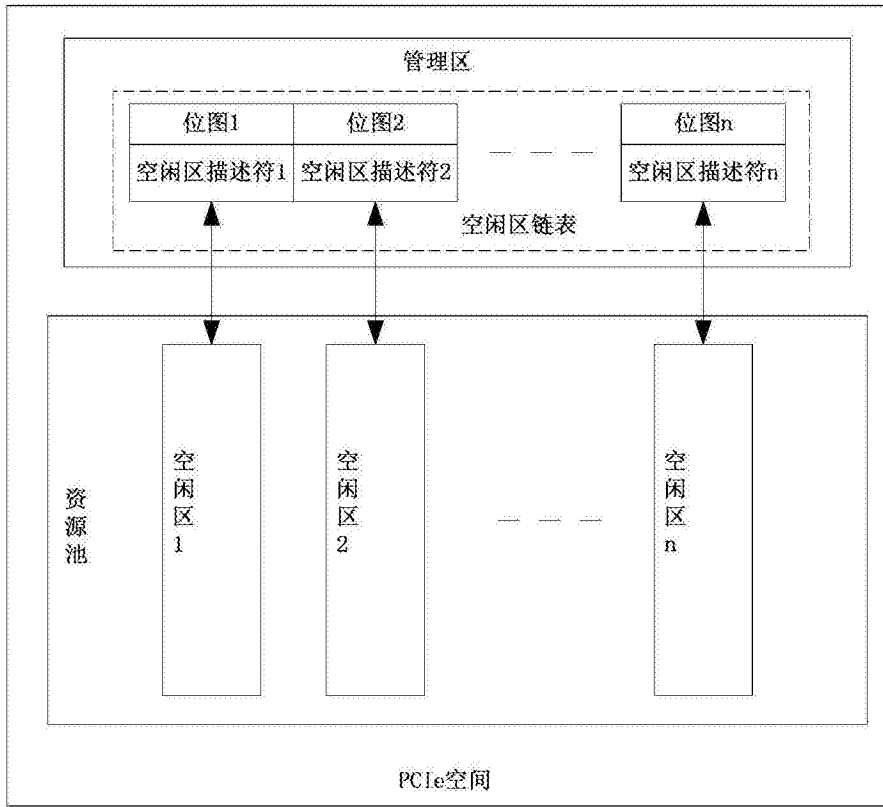 管理区
位图1 位图2 位图n
空闲区描述符1 空闲区描述符2 空闲区描述符n
空闲区链表
资源池
空闲区1
空闲区2
空闲区n
PCIe空间